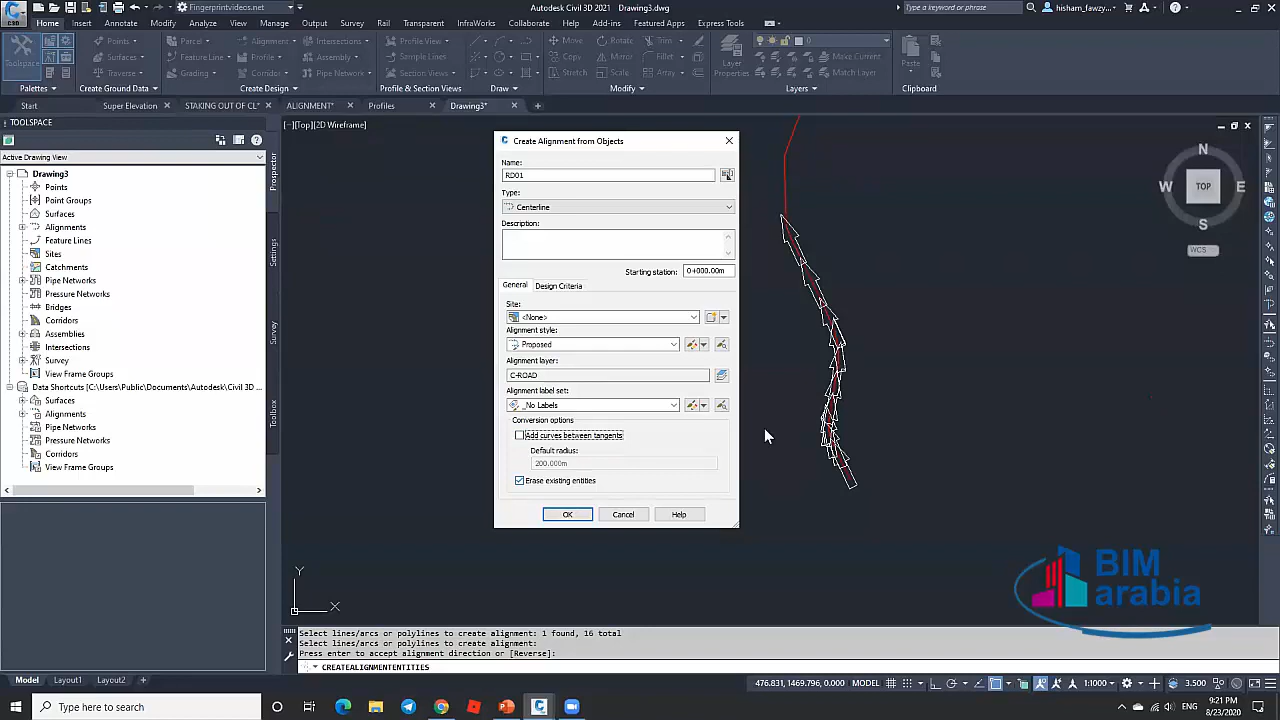 Fingerprintvideos.net
Autodesk Civil 3D 2021 Drawing3.dwg
Type a keyword or phrase
hisham_fawzy...
Home Insert Annotate Modify Analyze View Manage Output Survey Rail Transparent InfraWorks Collaborate Help Add-ins Featured Apps Express Tools
Toolspace
Points Parcel Alignment Intersections Profile View Move Rotate Trim
Surfaces Feature Line Profile Assembly Sample Lines Copy Mirror Fillet Make Current
Traverse Grading Corridor Pipe Network Section Views Stretch Scale Array Match Layer
Layer Properties
0
Paste
Palettes Create Ground Data Create Design Profile & Section Views Draw Modify Layers Clipboard
Start Super Elevation STAKING OUT OF CL* ALIGNMENT* Profiles Drawing3*
TOOLSPACE
Active Drawing View
Drawing3
Points
Point Groups
Surfaces
Alignments
Feature Lines
Sites
Catchments
Pipe Networks
Pressure Networks
Bridges
Corridors
Assemblies
Intersections
Survey
View Frame Groups
Data Shortcuts [C:\Users\Public\Documents\Autodesk\Civil 3D ...
Surfaces
Alignments
Pipe Networks
Pressure Networks
Corridors
View Frame Groups
Prospector
Settings
Survey
Toolbox
[−][Top][2D Wireframe]
Create Alignment from Objects
Name:
RD01
Type:
Centerline
Description:
Starting station: 0+000.00m
General Design Criteria
Site:
<None>
Alignment style:
Proposed
Alignment layer:
C-ROAD
Alignment label set:
_No Labels
Conversion options
Add curves between tangents
Default radius:
200.000m
Erase existing entities
OK Cancel Help
N
W TOP E
S
WCS
BIM
arabia
Y
X
Select lines/arcs or polylines to create alignment: 1 found, 16 total
Select lines/arcs or polylines to create alignment:
Press enter to accept alignment direction or [Reverse]:
CREATEALIGNMENTENTITIES
Model Layout1 Layout2
476.831, 1469.796, 0.000 MODEL 1:1000 3.500
Type here to search
ENG
9:21 PM
8/23/2020